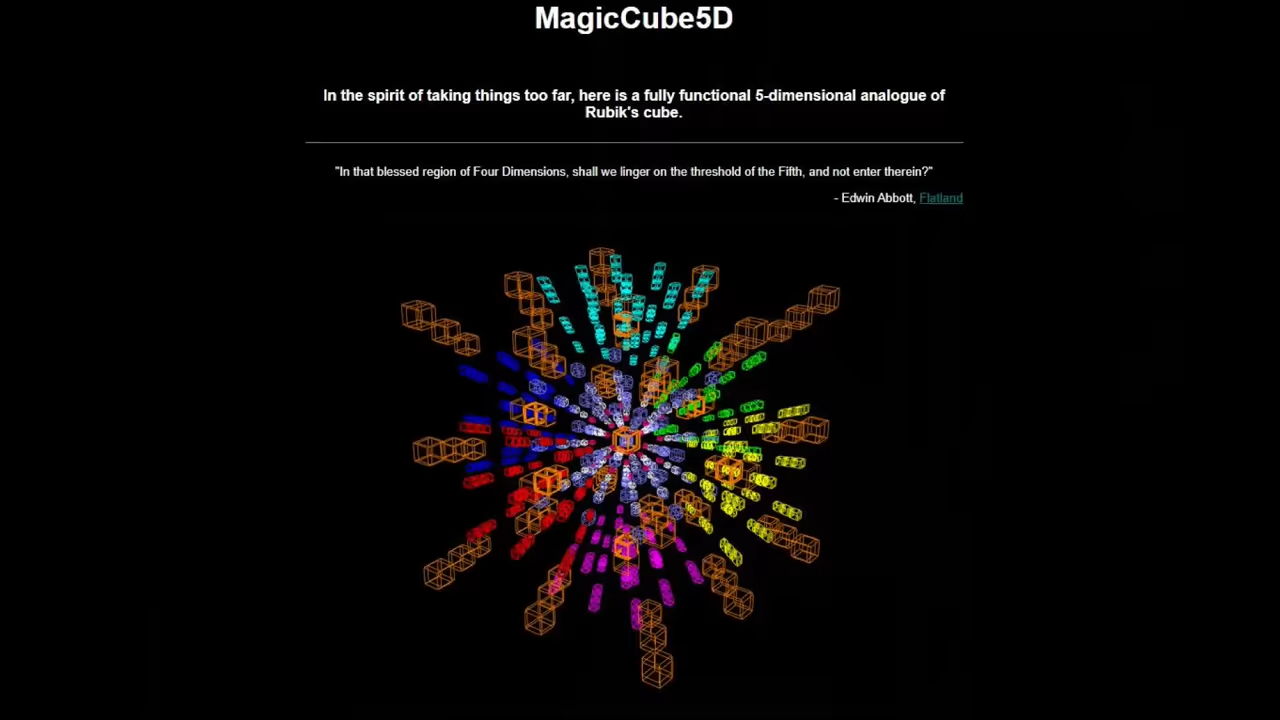 MagicCube5D
In the spirit of taking things too far, here is a fully functional 5-dimensional analogue of
Rubik's cube.
"In that blessed region of Four Dimensions, shall we linger on the threshold of the Fifth, and not enter therein?"
- Edwin Abbott, Flatland